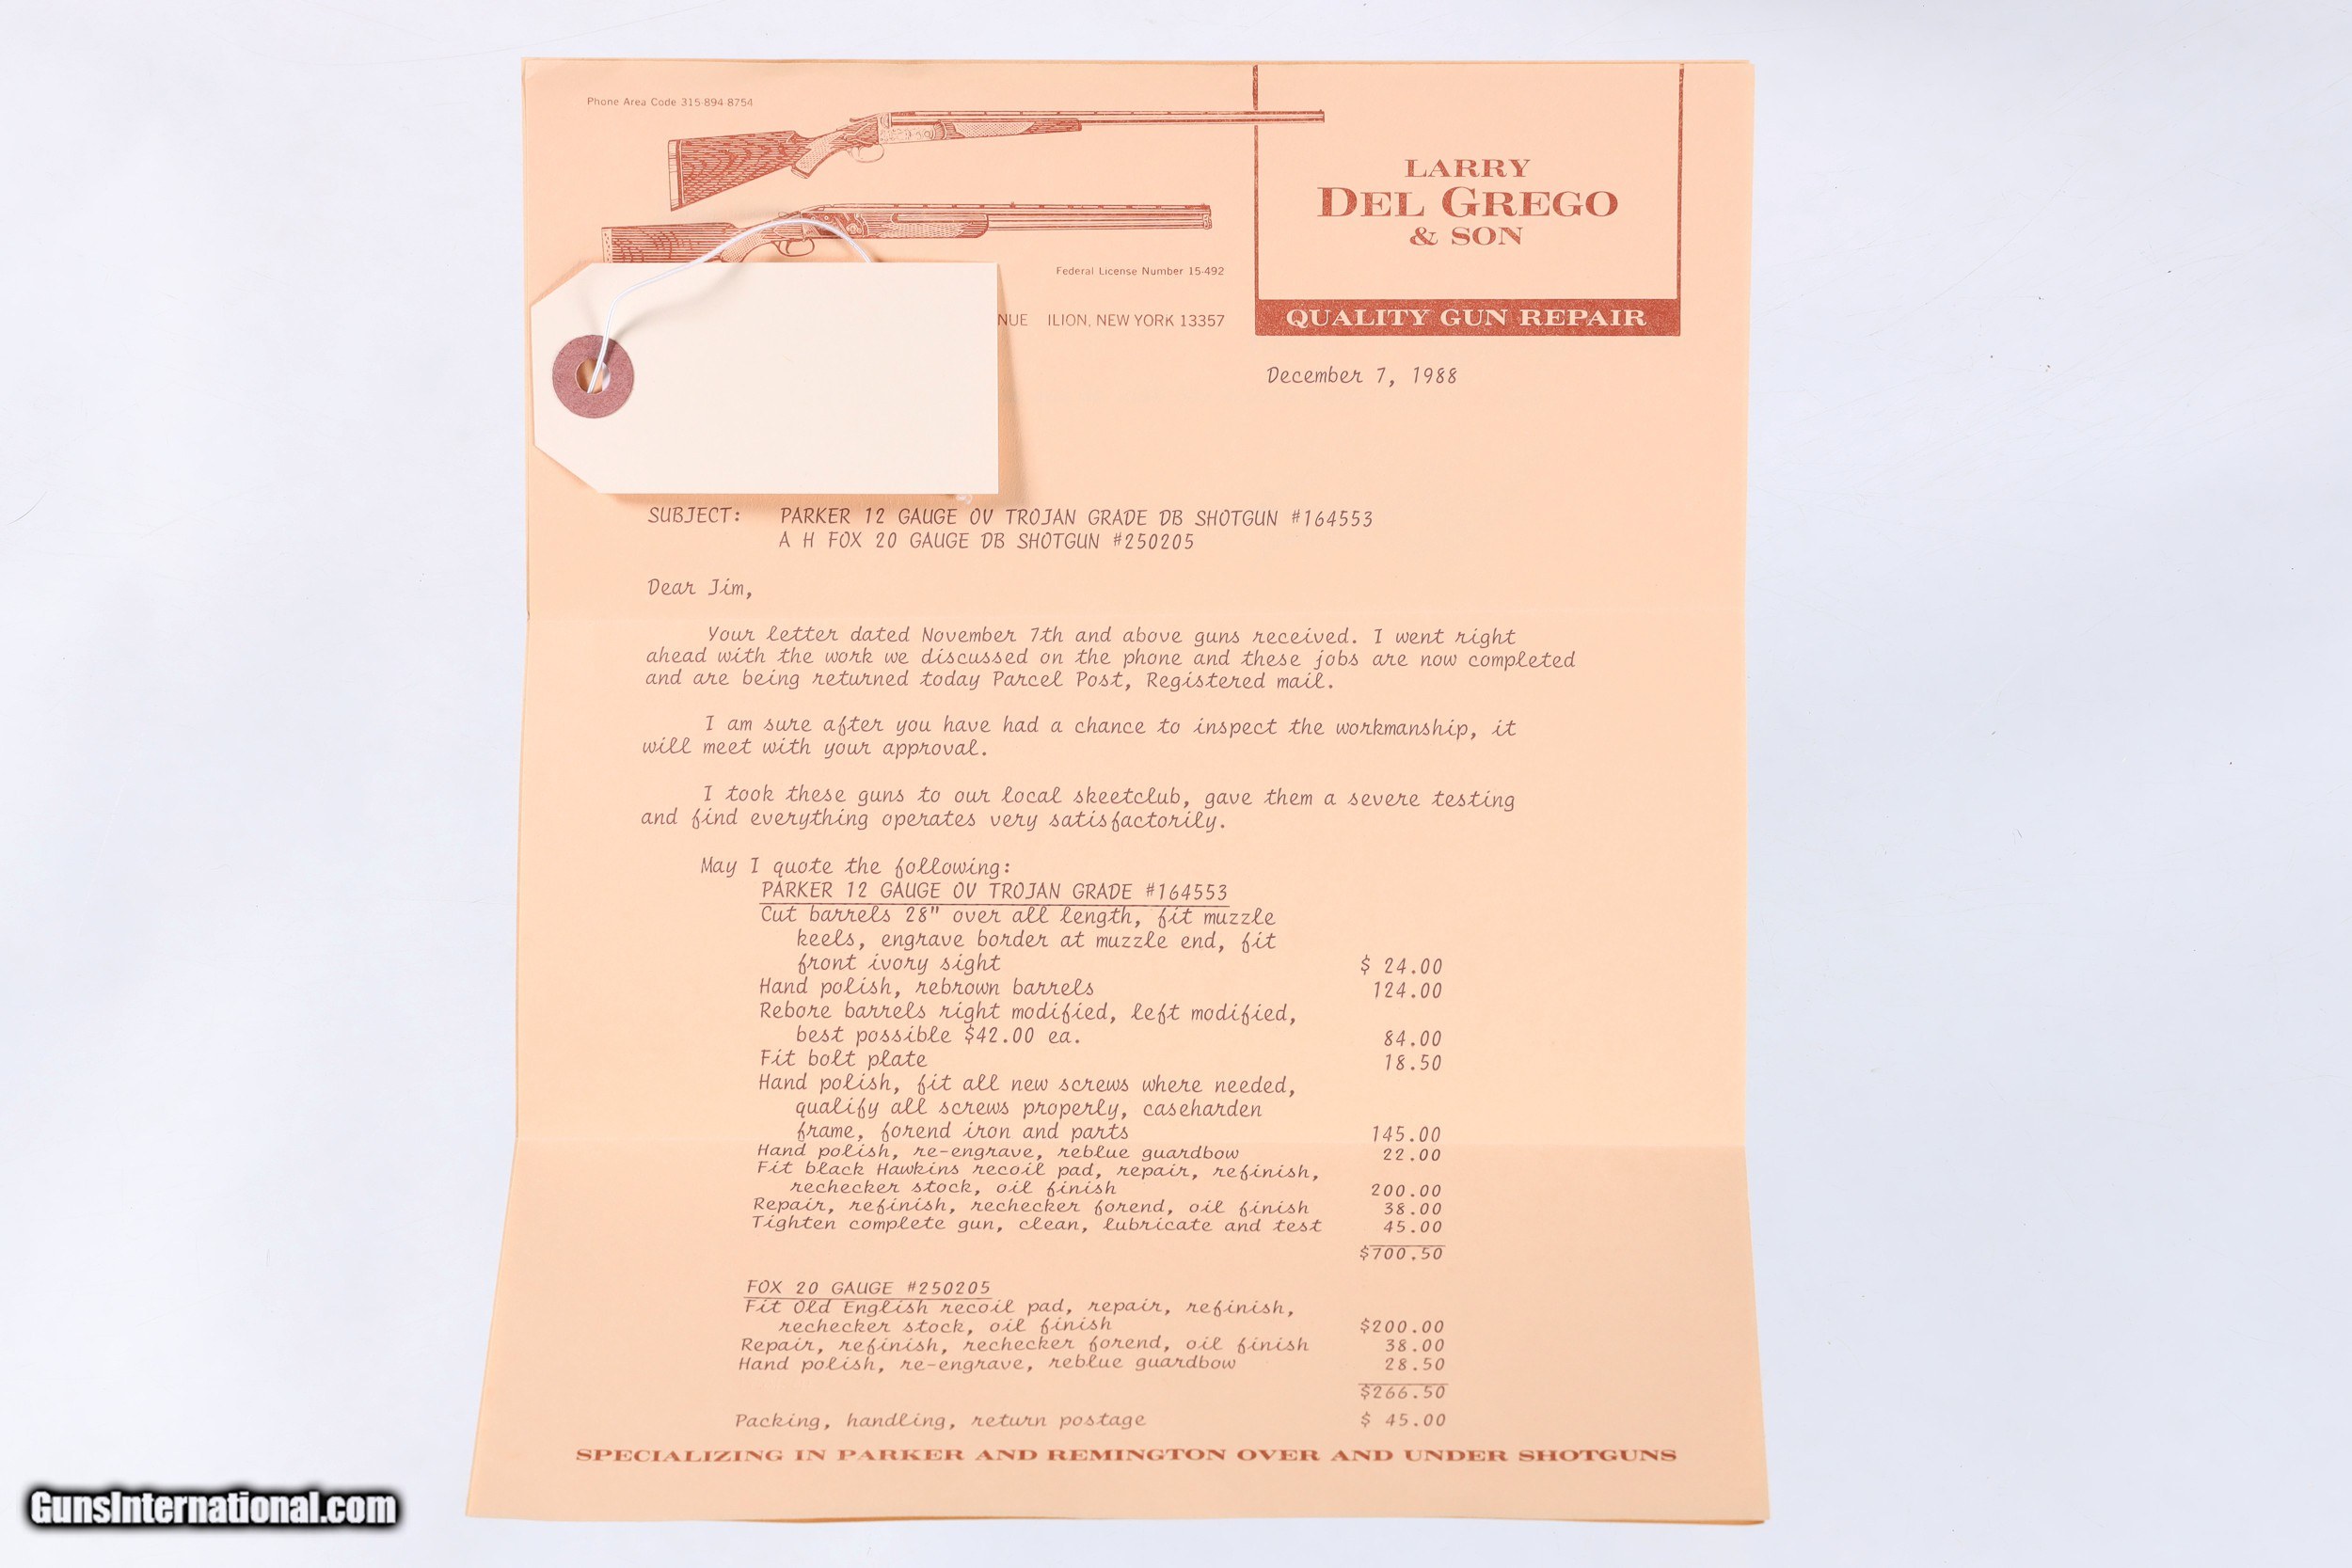 Phone Area Code 315-894-8754
LARRY
DEL GREGO
& SON
Federal License Number 15-492
ILION, NEW YORK 13357
QUALITY GUN REPAIR
December 7, 1988
SUBJECT: PARKER 12 GAUGE OV TROJAN GRADE DB SHOTGUN #164553
A H FOX 20 GAUGE DB SHOTGUN #250205
Dear Jim,
Your letter dated November 7th and above guns received. I went right
ahead with the work we discussed on the phone and these jobs are now completed
and are being returned today Parcel Post, Registered mail.
I am sure after you have had a chance to inspect the workmanship, it
will meet with your approval.
I took these guns to our local skeetclub, gave them a severe testing
and find everything operates very satisfactorily.
May I quote the following:
PARKER 12 GAUGE OV TROJAN GRADE #164553
Cut barrels 28" over all length, fit muzzle
keels, engrave border at muzzle end, fit
front ivory sight $ 24.00
Hand polish, rebrown barrels 124.00
Rebore barrels right modified, left modified,
best possible $42.00 ea. 84.00
Fit bolt plate 18.50
Hand polish, fit all new screws where needed,
qualify all screws properly, caseharden
frame, forend iron and parts 145.00
Hand polish, re-engrave, reblue guardbow 22.00
Fit black Hawkins recoil pad, repair, refinish,
rechecker stock, oil finish 200.00
Repair, refinish, rechecker forend, oil finish 38.00
Tighten complete gun, clean, lubricate and test 45.00
$700.50
FOX 20 GAUGE #250205
Fit Old English recoil pad, repair, refinish,
rechecker stock, oil finish $200.00
Repair, refinish, rechecker forend, oil finish 38.00
Hand polish, re-engrave, reblue guardbow 28.50
$266.50
Packing, handling, return postage $ 45.00
SPECIALIZING IN PARKER AND REMINGTON OVER AND UNDER SHOTGUNS
GunsInternational.com